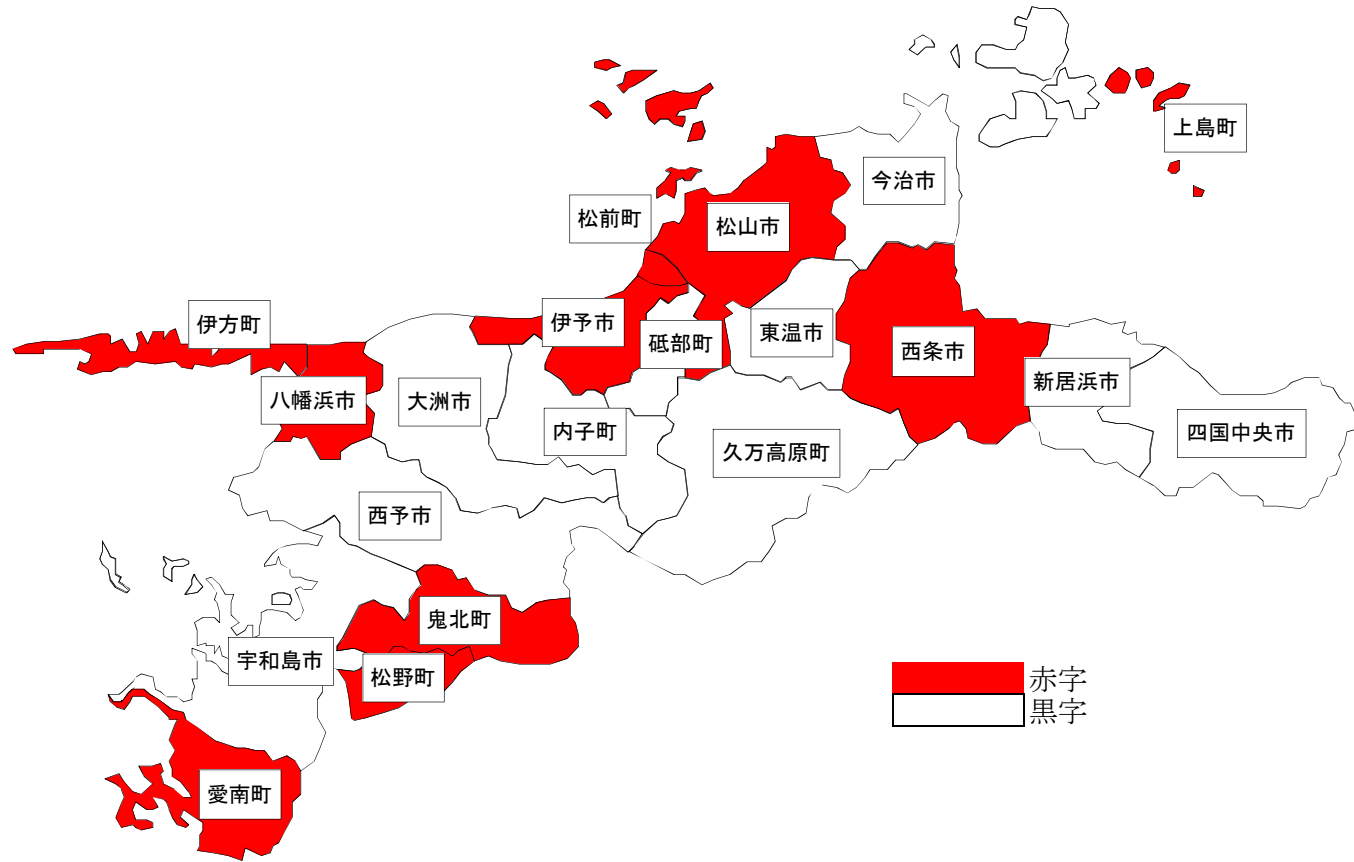 上島町
今治市
松前町
松山市
伊方町
伊予市
砥部町
東温市
西条市
新居浜市
八幡浜市
大洲市
内子町
久万高原町
四国中央市
西予市
鬼北町
宇和島市
松野町
赤字
黒字
愛南町